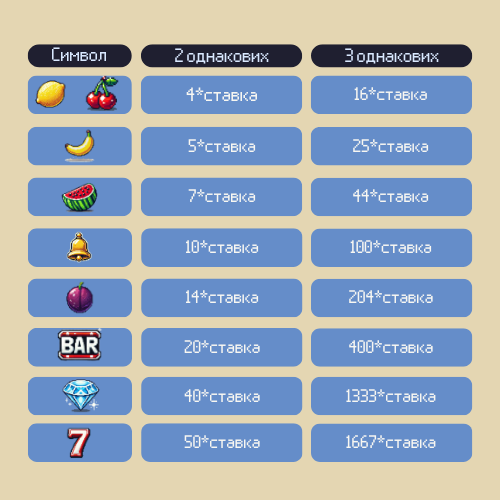 Символ 2 однакових 3 однакових
4*ставка 16*ставка
5*ставка 25*ставка
7*ставка 44*ставка
10*ставка 100*ставка
14*ставка 204*ставка
BAR 20*ставка 400*ставка
40*ставка 1333*ставка
7 50*ставка 1667*ставка